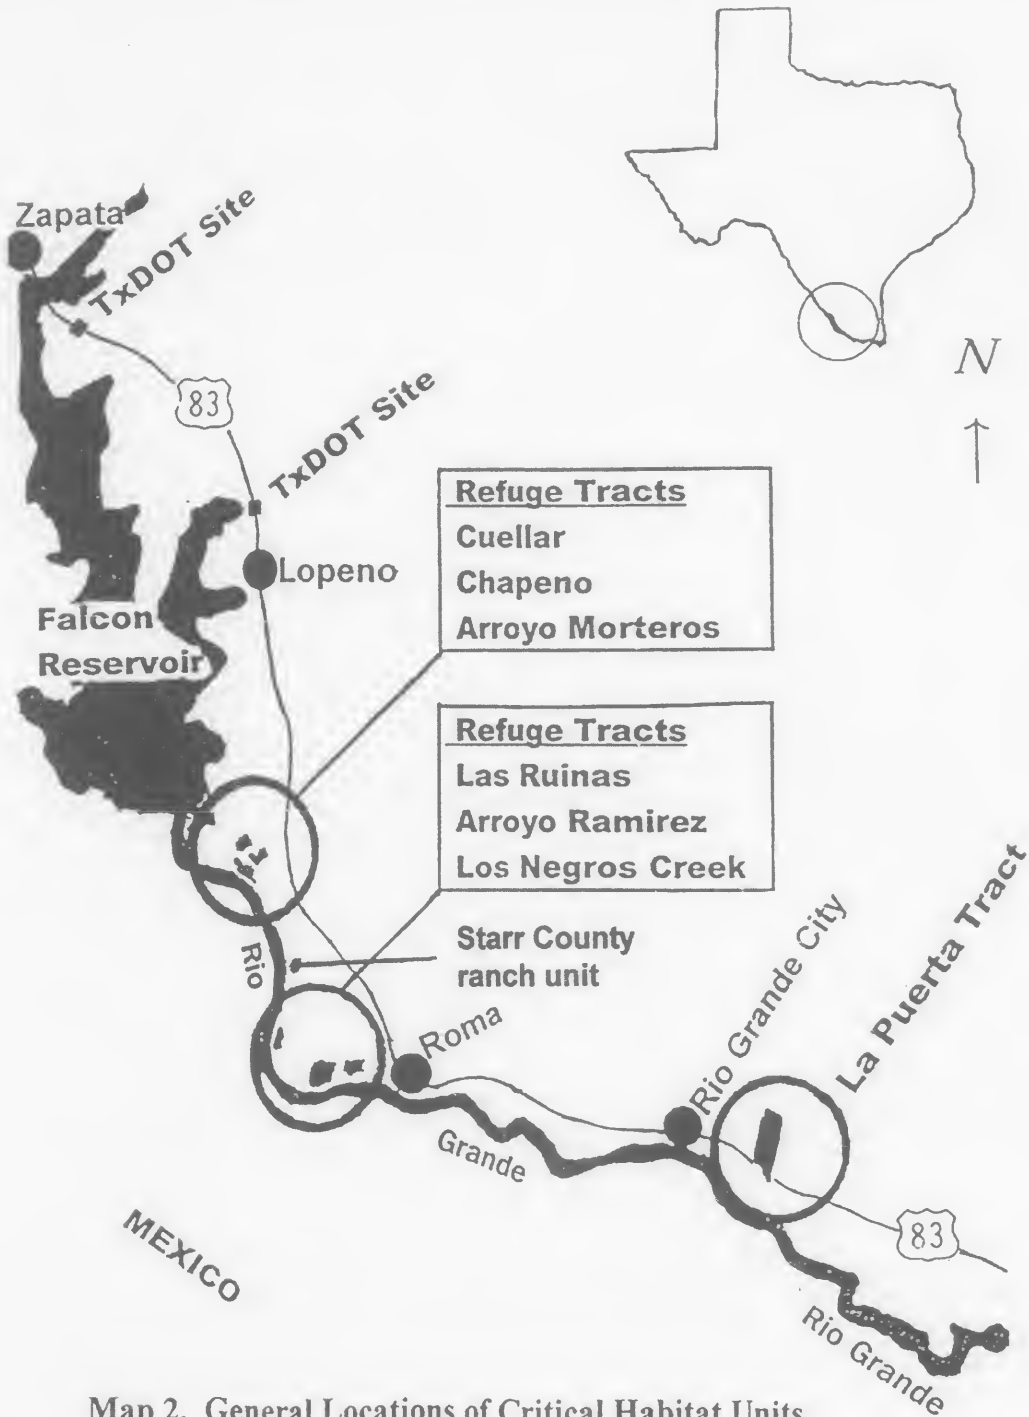 Zapata
TxDOT Site
83
N
TxDOT Site
Refuge Tracts
Cuellar
Chapeno
Arroyo Morteros
Lopeno
Falcon
Reservoir
Refuge Tracts
Las Ruinas
Arroyo Ramirez
Los Negros Creek
Starr County
ranch unit
Rio
Roma
Rio Grande City
La Puerta Tract
Grande
MEXICO
83
Rio Grande
Map 2. General Locations of Critical Habitat Units